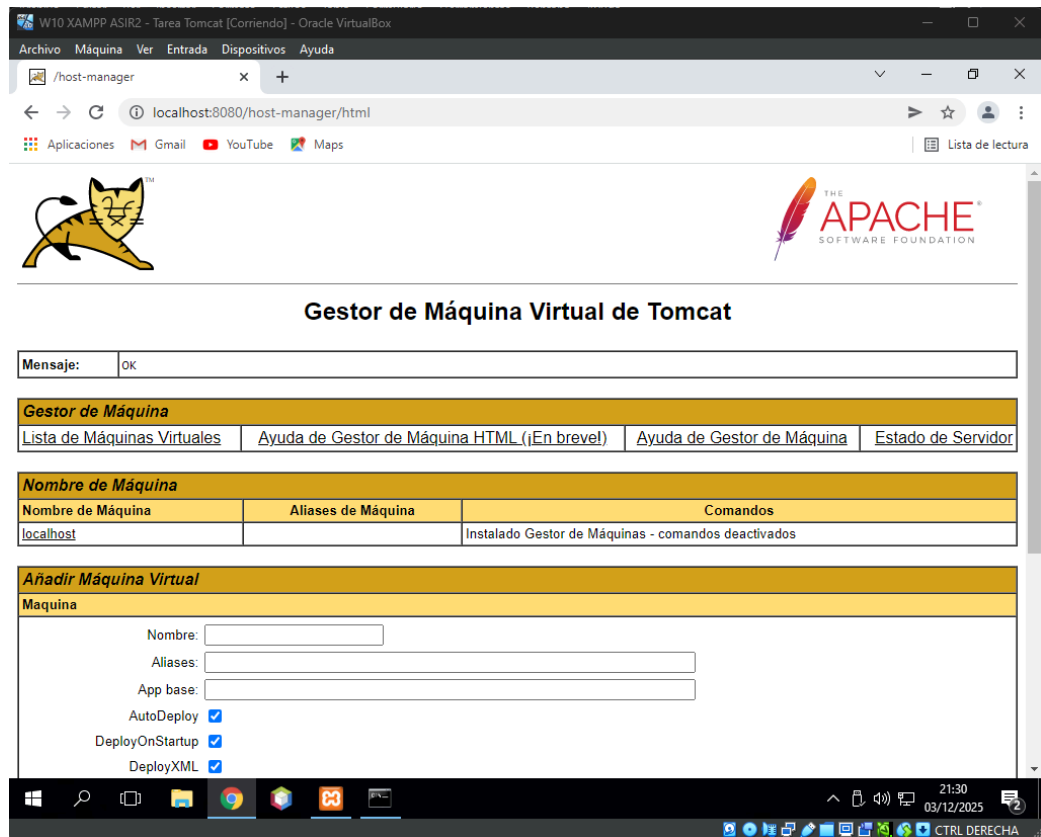 W10 XAMPP ASIR2 - Tarea Tomcat [Corriendo] - Oracle VirtualBox
Archivo Máquina Ver Entrada Dispositivos Ayuda
/host-manager
localhost:8080/host-manager/html
Aplicaciones Gmail YouTube Maps Lista de lectura
TM
THE
APACHE®
SOFTWARE FOUNDATION
Gestor de Máquina Virtual de Tomcat
Mensaje: OK
Gestor de Máquina
Lista de Máquinas Virtuales Ayuda de Gestor de Máquina HTML (¡En breve!) Ayuda de Gestor de Máquina Estado de Servidor
Nombre de Máquina
Nombre de Máquina Aliases de Máquina Comandos
localhost Instalado Gestor de Máquinas - comandos deactivados
Añadir Máquina Virtual
Maquina
Nombre:
Aliases:
App base:
AutoDeploy
DeployOnStartup
DeployXML
21:30
03/12/2025
2
CTRL DERECHA